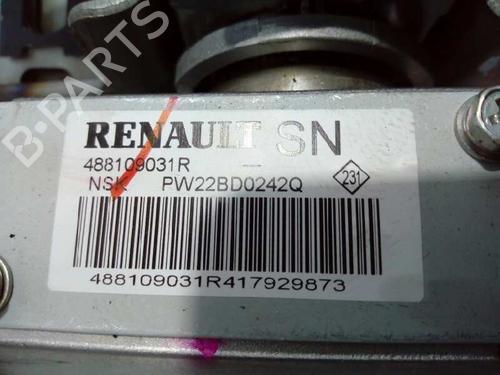 B-PARTS
RENAULT SN
488109031R
NSK PW22BD0242Q 231
488109031R417929873